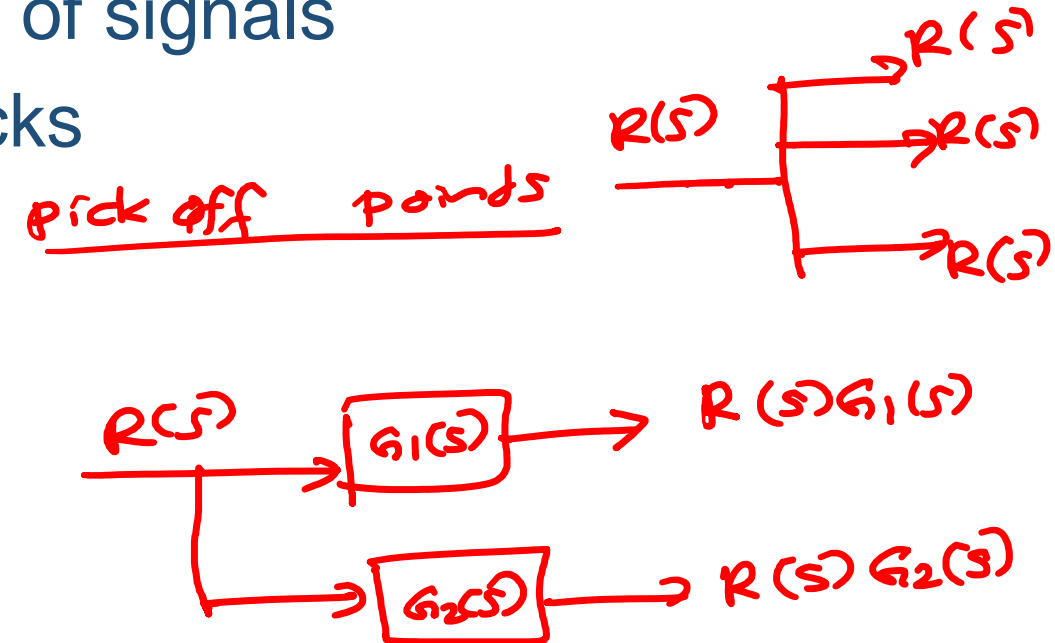 of signals
cks
pick off points
R(s)
R(s)
R(s)
R(s)
R(s)
G1(s)
R(s)G1(s)
G2(s)
R(s)G2(s)